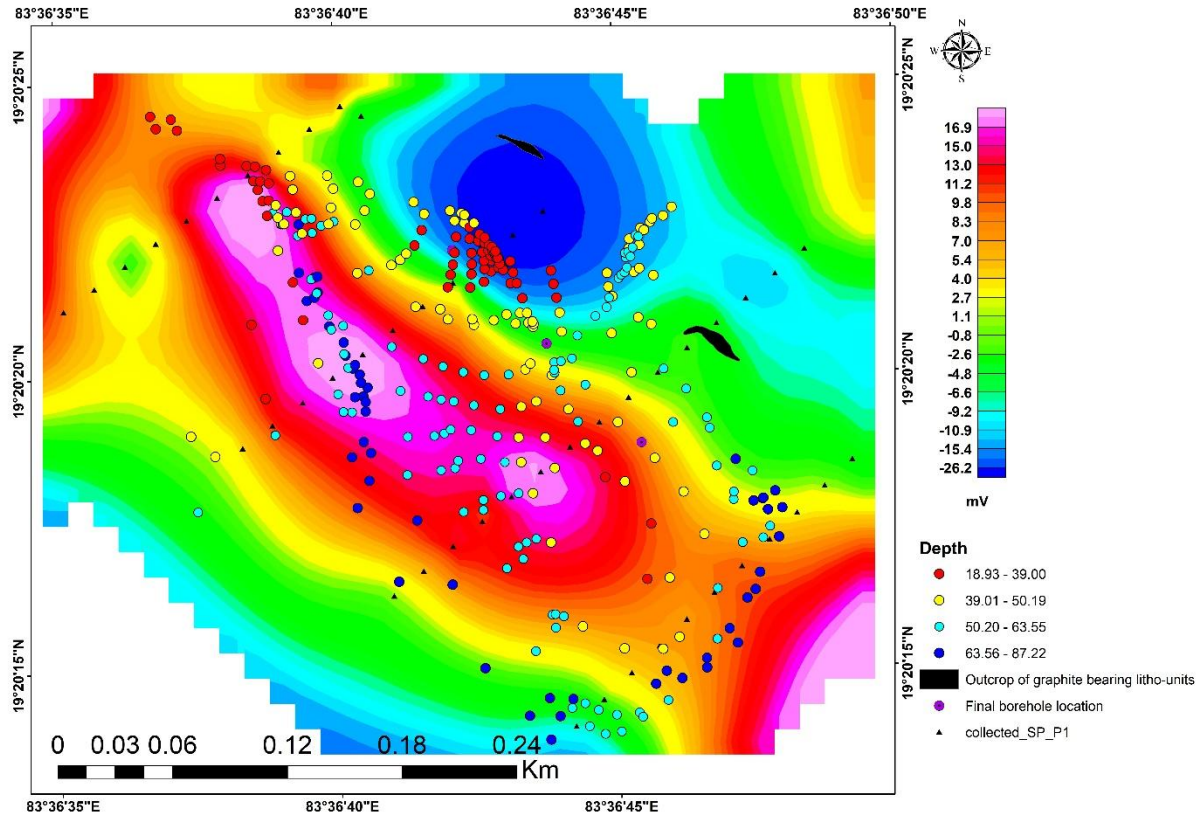 83°36'35"E 83°36'40"E 83°36'45"E 83°36'50"E
N
W E
S
19°20'25"N
19°20'25"N
19°20'20"N
19°20'20"N
19°20'15"N
19°20'15"N
16.9
15.0
13.0
11.2
9.8
8.3
7.0
5.4
4.0
2.7
1.1
-0.8
-2.6
-4.8
-6.6
-9.2
-10.9
-15.4
-26.2
mV
Depth
18.93 - 39.00
39.01 - 50.19
50.20 - 63.55
63.56 - 87.22
Outcrop of graphite bearing litho-units
Final borehole location
collected_SP_P1
0 0.03 0.06 0.12 0.18 0.24
Km
83°36'35"E 83°36'40"E 83°36'45"E